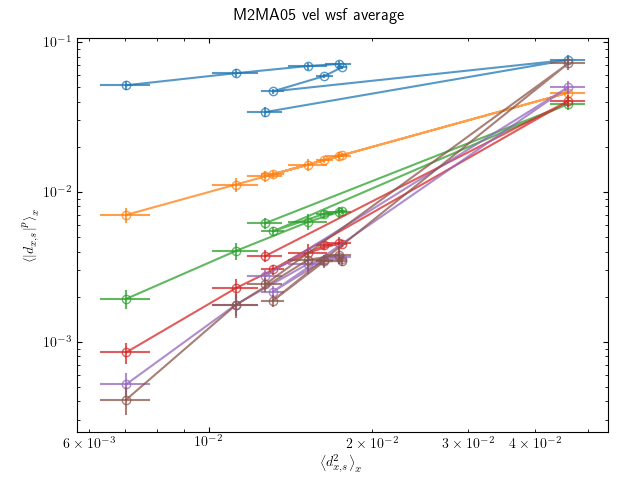 M2MA05 vel wsf average
10⁻¹
10⁻²
10⁻³
⟨|d_{x,s}|^p⟩_x
6 × 10⁻³
10⁻²
2 × 10⁻²
3 × 10⁻²
4 × 10⁻²
⟨d²_{x,s}⟩_x